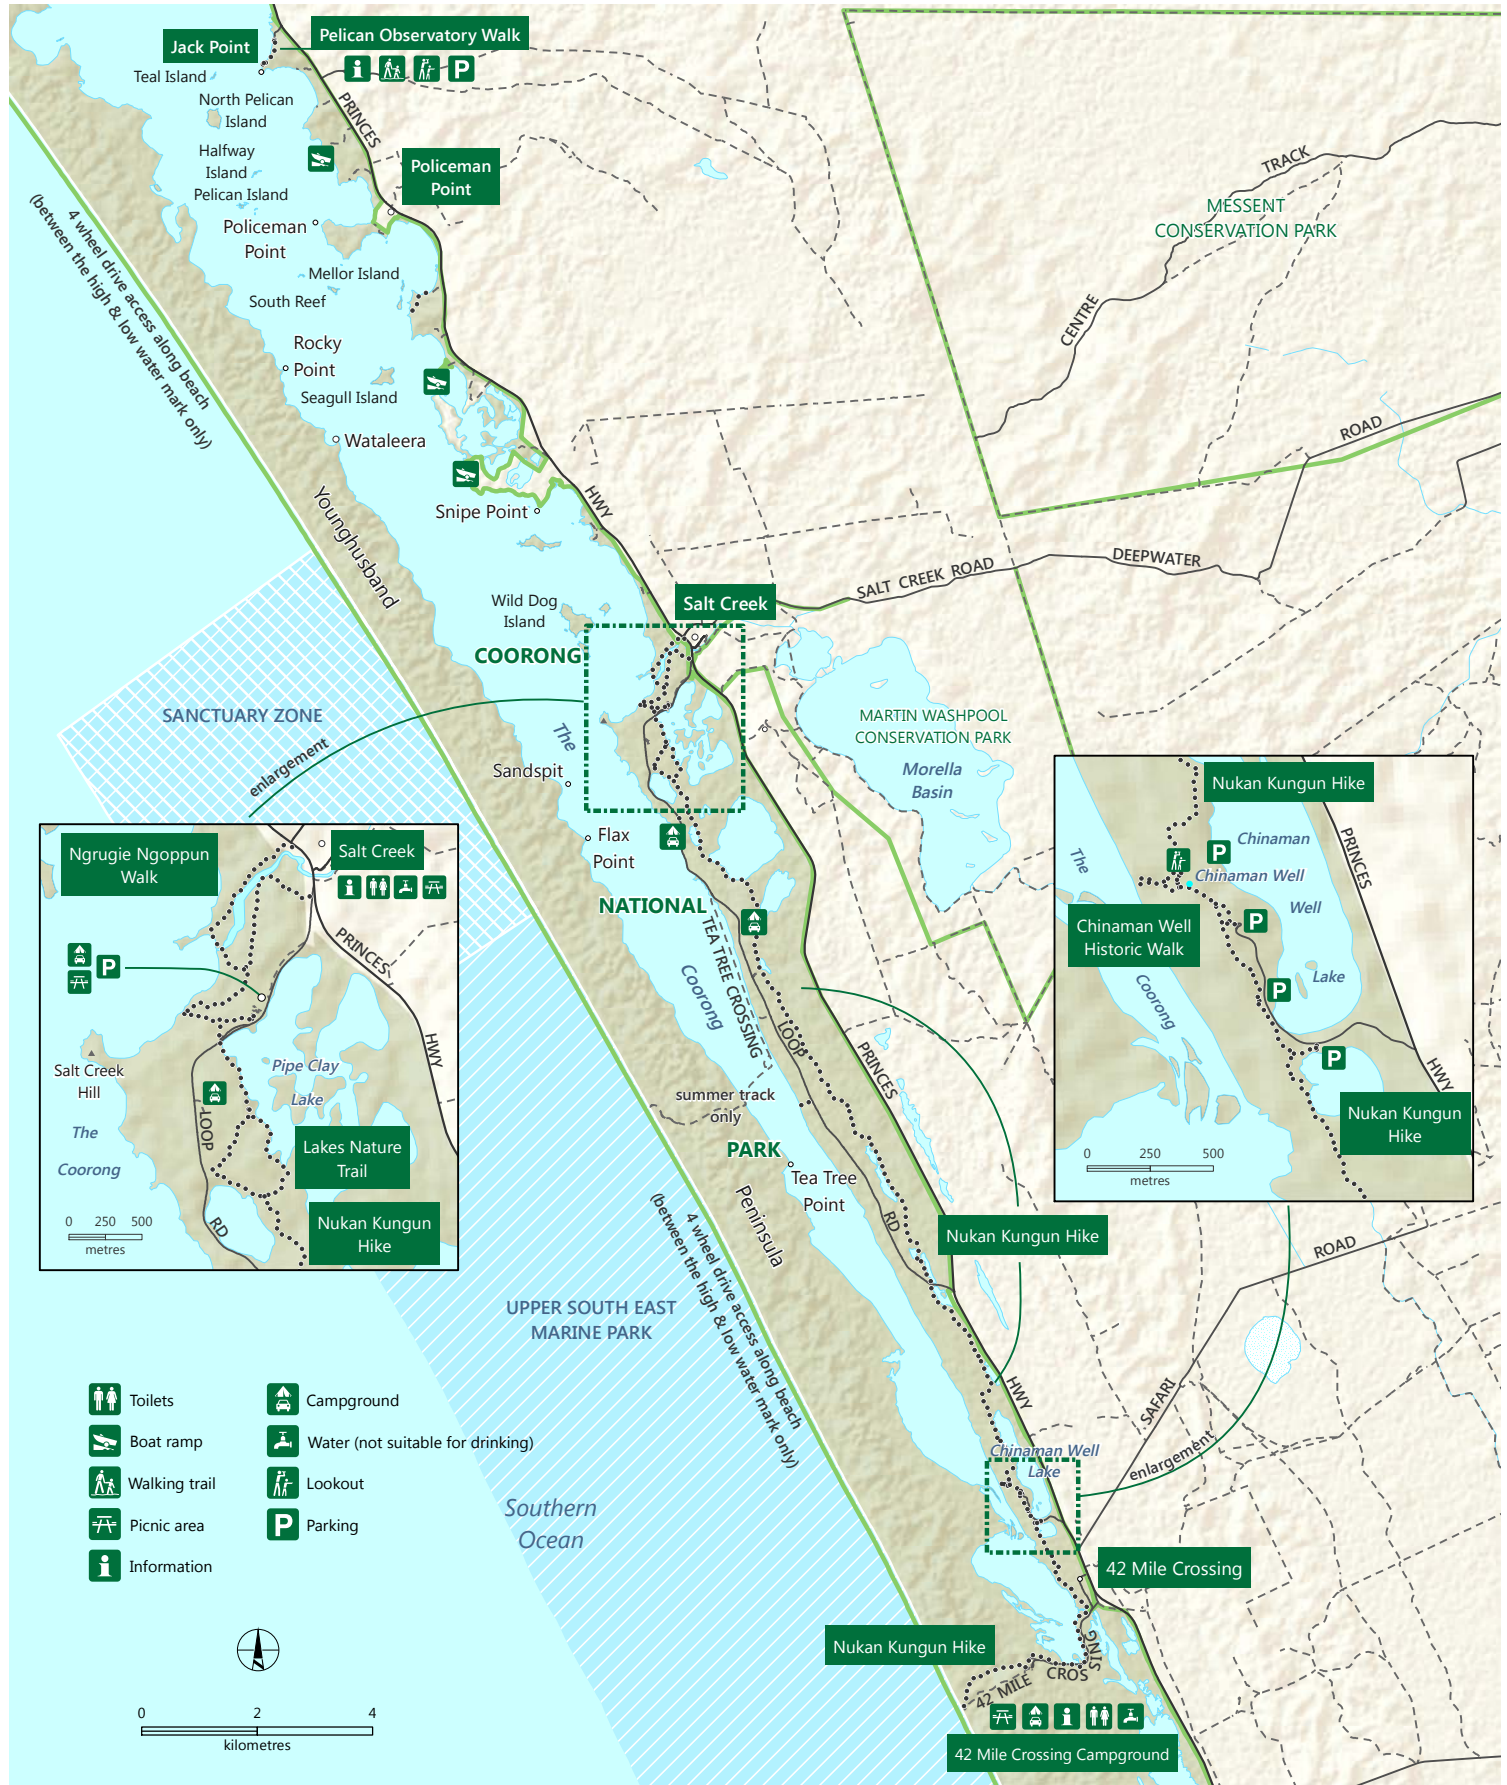 Jack Point
Pelican Observatory Walk
Teal Island
North Pelican
Island
PRINCES
Halfway
Island
Policeman
Point
Pelican Island
Policeman
Point
4 wheel drive access along beach
(between the high & low water mark only)
Mellor Island
South Reef
Rocky
Point
Seagull Island
Wataleera
Younghusband
Snipe Point
HWY
TRACK
MESSENT
CONSERVATION PARK
CENTRE
ROAD
DEEPWATER
SALT CREEK ROAD
Salt Creek
Wild Dog
Island
COORONG
SANCTUARY ZONE
The
enlargement
Sandspit
MARTIN WASHPOOL
CONSERVATION PARK
Morella
Basin
Flax
Point
NATIONAL
TEA TREE CROSSING
Coorong
LOOP
PRINCES
summer track
only
PARK
Tea Tree
Point
Peninsula
RD
Nukan Kungun Hike
4 wheel drive access along beach
(between the high & low water mark only)
UPPER SOUTH EAST
MARINE PARK
HWY
ROAD
SAFARI
enlargement
Chinaman Well
Lake
Southern
Ocean
42 Mile Crossing
Nukan Kungun Hike
42 MILE
CROS
SING
42 Mile Crossing Campground
Ngrugie Ngoppun
Walk
Salt Creek
PRINCES
HWY
P
Salt Creek
Hill
Pipe Clay
Lake
LOOP
The
Coorong
Lakes Nature
Trail
RD
Nukan Kungun
Hike
0 250 500
metres
Nukan Kungun Hike
PRINCES
P
Chinaman
The
Chinaman Well
Well
Chinaman Well
Historic Walk
P
Lake
P
Coorong
P
HWY
Nukan Kungun
Hike
0 250 500
metres
Toilets
Campground
Boat ramp
Water (not suitable for drinking)
Walking trail
Lookout
Picnic area
P Parking
Information
0 2 4
kilometres